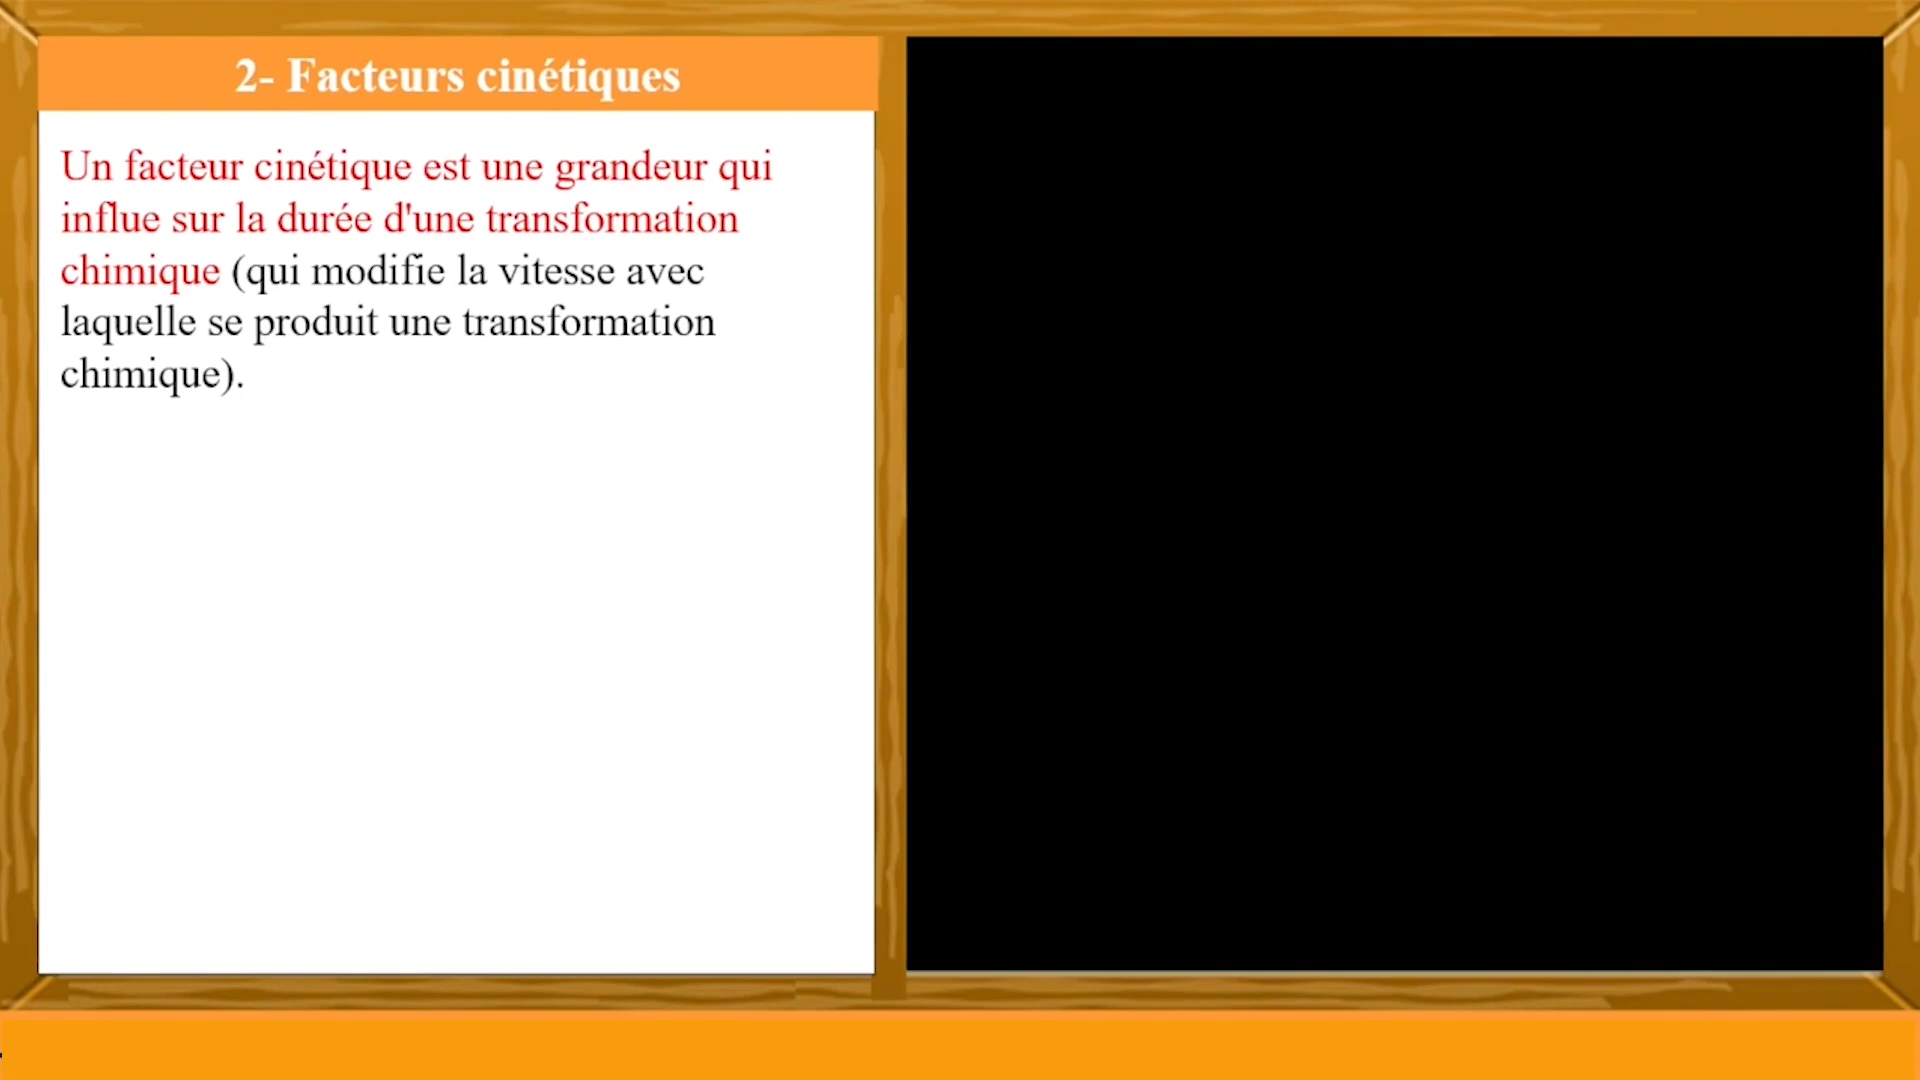 2- Facteurs cinétiques
Un facteur cinétique est une grandeur qui
influe sur la durée d'une transformation
chimique (qui modifie la vitesse avec
laquelle se produit une transformation
chimique).